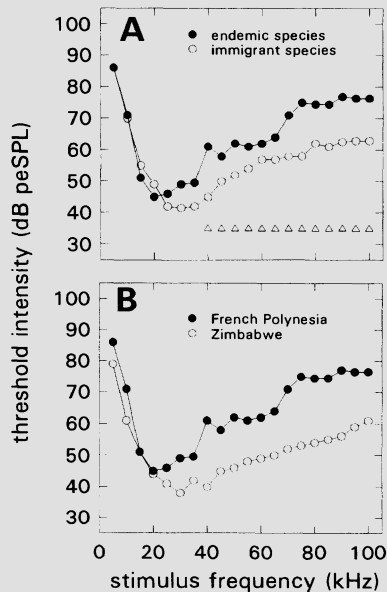 A
● endemic species
○ immigrant species
100
90
80
70
60
50
40
30
threshold intensity (dB peSPL)
B
● French Polynesia
○ Zimbabwe
100
90
80
70
60
50
40
30
0 20 40 60 80 100
stimulus frequency (kHz)